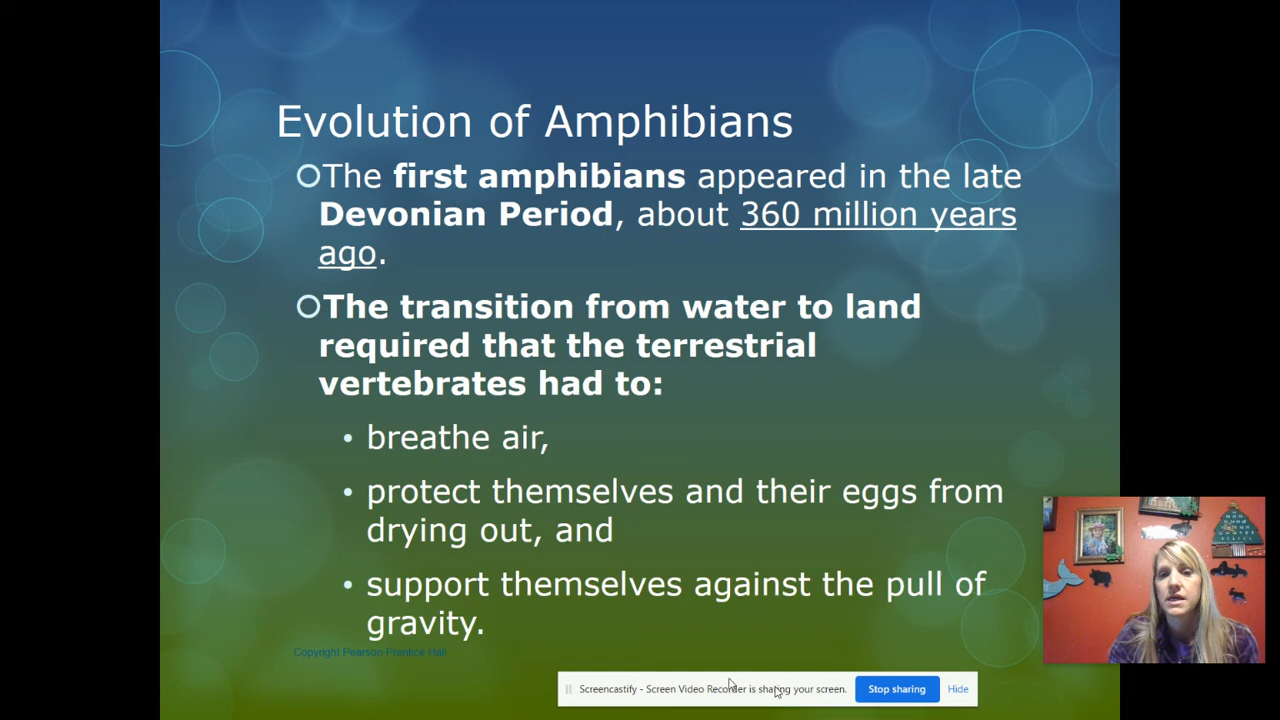 Evolution of Amphibians
The first amphibians appeared in the late
Devonian Period, about 360 million years
ago.
The transition from water to land
required that the terrestrial
vertebrates had to:
• breathe air,
• protect themselves and their eggs from
drying out, and
• support themselves against the pull of
gravity.
Copyright Pearson Prentice Hall
Screencastify - Screen Video Recorder is sharing your screen.
Stop sharing
Hide